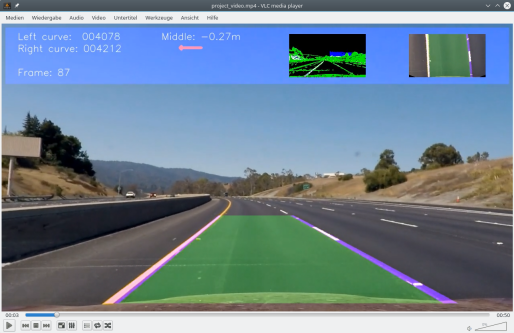 project_video.mp4 - VLC media player
Medien Wiedergabe Audio Video Untertitel Werkzeuge Ansicht Hilfe
Left curve: 004078 Middle: -0.27m
Right curve: 004212
Frame: 87
00:03 00:50